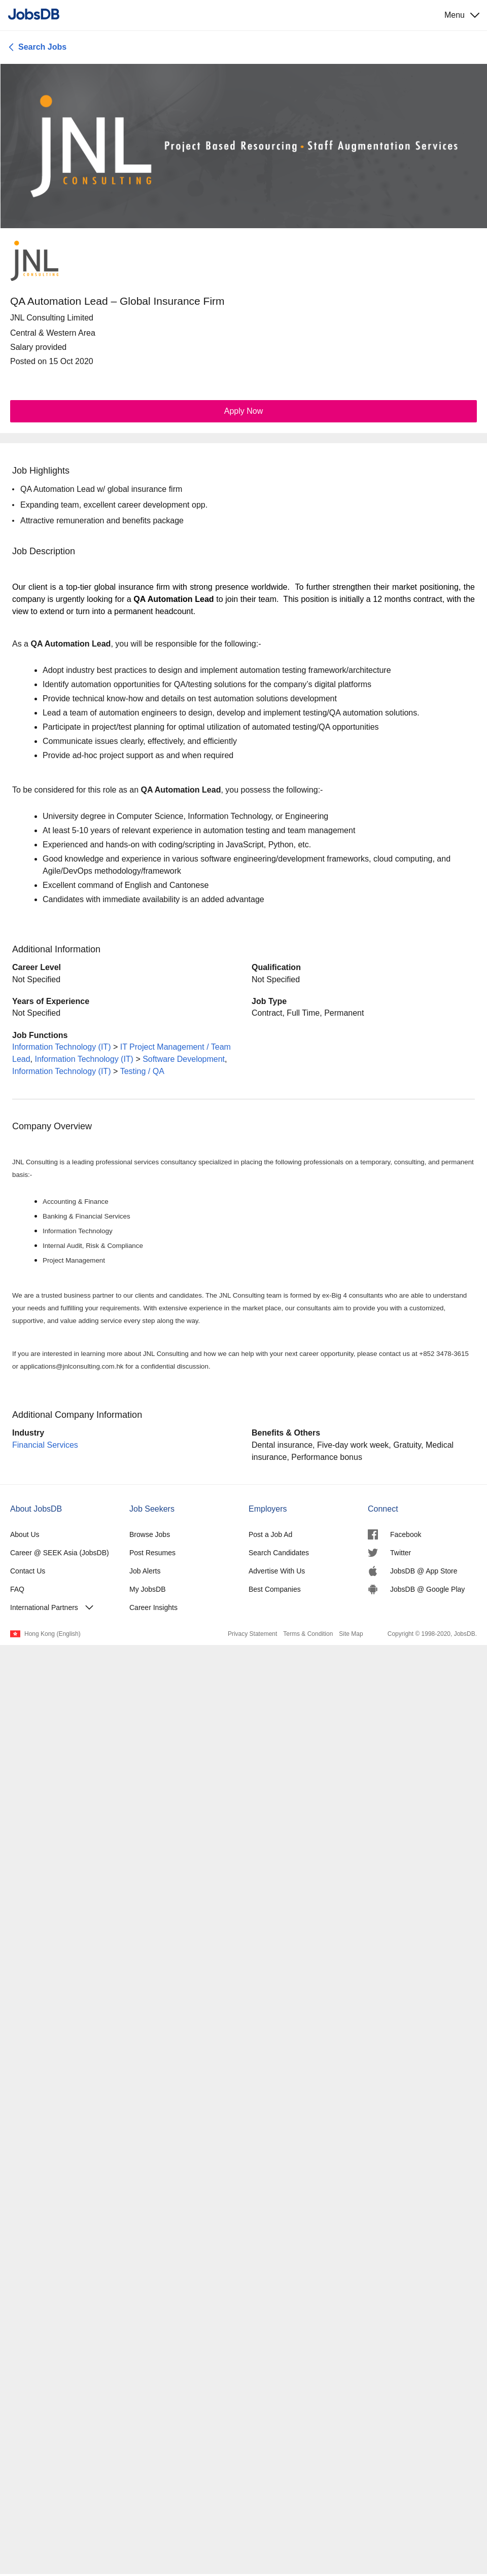 JobsDB
Menu
Search Jobs
JNL
CONSULTING
Project Based Resourcing • Staff Augmentation Services
JNL
CONSULTING
QA Automation Lead – Global Insurance Firm
JNL Consulting Limited
Central & Western Area
Salary provided
Posted on 15 Oct 2020
Apply Now
Job Highlights
• QA Automation Lead w/ global insurance firm
• Expanding team, excellent career development opp.
• Attractive remuneration and benefits package
Job Description
Our client is a top-tier global insurance firm with strong presence worldwide.  To further strengthen their market positioning, the
company is urgently looking for a QA Automation Lead to join their team.  This position is initially a 12 months contract, with the
view to extend or turn into a permanent headcount.
As a QA Automation Lead, you will be responsible for the following:-
• Adopt industry best practices to design and implement automation testing framework/architecture
• Identify automation opportunities for QA/testing solutions for the company's digital platforms
• Provide technical know-how and details on test automation solutions development
• Lead a team of automation engineers to design, develop and implement testing/QA automation solutions.
• Participate in project/test planning for optimal utilization of automated testing/QA opportunities
• Communicate issues clearly, effectively, and efficiently
• Provide ad-hoc project support as and when required
To be considered for this role as an QA Automation Lead, you possess the following:-
• University degree in Computer Science, Information Technology, or Engineering
• At least 5-10 years of relevant experience in automation testing and team management
• Experienced and hands-on with coding/scripting in JavaScript, Python, etc.
• Good knowledge and experience in various software engineering/development frameworks, cloud computing, and
Agile/DevOps methodology/framework
• Excellent command of English and Cantonese
• Candidates with immediate availability is an added advantage
Additional Information
Career Level
Not Specified
Qualification
Not Specified
Years of Experience
Not Specified
Job Type
Contract, Full Time, Permanent
Job Functions
Information Technology (IT) > IT Project Management / Team
Lead, Information Technology (IT) > Software Development,
Information Technology (IT) > Testing / QA
Company Overview
JNL Consulting is a leading professional services consultancy specialized in placing the following professionals on a temporary, consulting, and permanent
basis:-
• Accounting & Finance
• Banking & Financial Services
• Information Technology
• Internal Audit, Risk & Compliance
• Project Management
We are a trusted business partner to our clients and candidates. The JNL Consulting team is formed by ex-Big 4 consultants who are able to understand
your needs and fulfilling your requirements. With extensive experience in the market place, our consultants aim to provide you with a customized,
supportive, and value adding service every step along the way.
If you are interested in learning more about JNL Consulting and how we can help with your next career opportunity, please contact us at +852 3478-3615
or applications@jnlconsulting.com.hk for a confidential discussion.
Additional Company Information
Industry
Financial Services
Benefits & Others
Dental insurance, Five-day work week, Gratuity, Medical
insurance, Performance bonus
About JobsDB
About Us
Career @ SEEK Asia (JobsDB)
Contact Us
FAQ
International Partners
Job Seekers
Browse Jobs
Post Resumes
Job Alerts
My JobsDB
Career Insights
Employers
Post a Job Ad
Search Candidates
Advertise With Us
Best Companies
Connect
Facebook
Twitter
JobsDB @ App Store
JobsDB @ Google Play
Hong Kong (English)
Privacy Statement Terms & Condition Site Map
Copyright © 1998-2020, JobsDB.